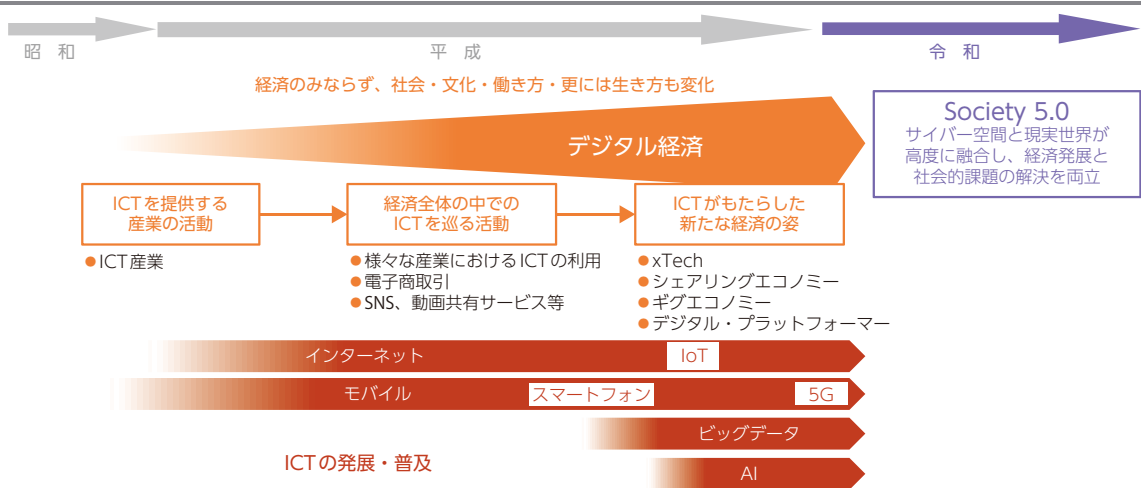 昭 和
平 成
令 和
経済のみならず、社会・文化・働き方・更には生き方も変化
デジタル経済
Society 5.0
サイバー空間と現実世界が
高度に融合し、経済発展と
社会的課題の解決を両立
ICTを提供する
産業の活動
経済全体の中での
ICTを巡る活動
ICTがもたらした
新たな経済の姿
●ICT産業
●様々な産業におけるICTの利用
●電子商取引
●SNS、動画共有サービス等
●xTech
●シェアリングエコノミー
●ギグエコノミー
●デジタル・プラットフォーマー
インターネット
IoT
モバイル
スマートフォン
5G
ビッグデータ
AI
ICTの発展・普及